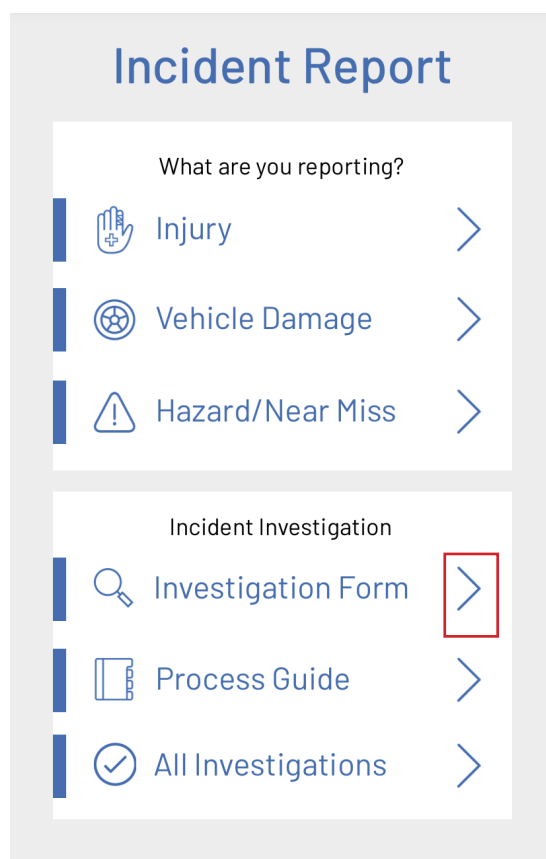 Incident Report
What are you reporting?
Injury
Vehicle Damage
Hazard/Near Miss
Incident Investigation
Investigation Form
Process Guide
All Investigations